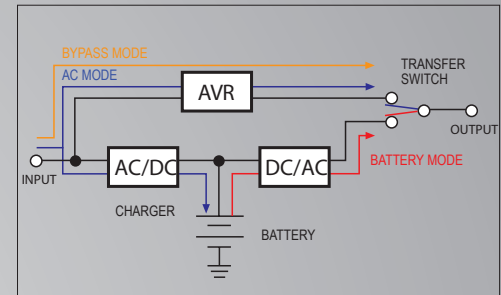 BYPASS MODE
AC MODE
TRANSFER
SWITCH
AVR
OUTPUT
INPUT
AC/DC
DC/AC
BATTERY MODE
CHARGER
BATTERY